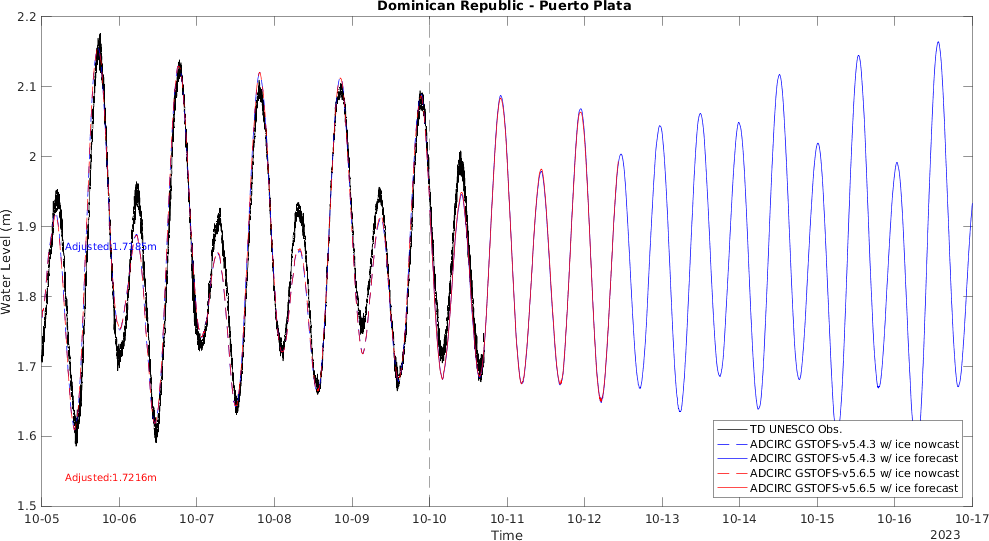 Dominican Republic - Puerto Plata
Water Level (m)
2.2
2.1
2
1.9
1.8
1.7
1.6
1.5
Adjusted:1.7185m
Adjusted:1.7216m
TD UNESCO Obs.
ADCIRC GSTOFS-v5.4.3 w/ ice nowcast
ADCIRC GSTOFS-v5.4.3 w/ ice forecast
ADCIRC GSTOFS-v5.6.5 w/ ice nowcast
ADCIRC GSTOFS-v5.6.5 w/ ice forecast
10-05 10-06 10-07 10-08 10-09 10-10 10-11 10-12 10-13 10-14 10-15 10-16 10-17
Time
2023